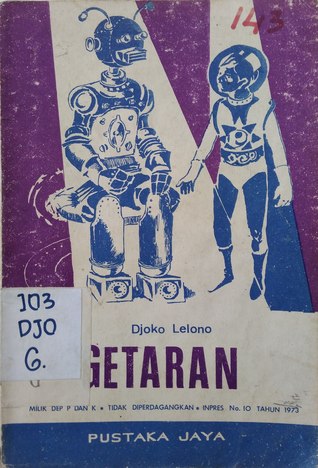 143
P
Djoko Lelono
GETARAN
J03
DJO
G.
MILIK DEP P DAN K • TIDAK DIPERDAGANGKAN • INPRES No. 10 TAHUN 1973
PUSTAKA JAYA